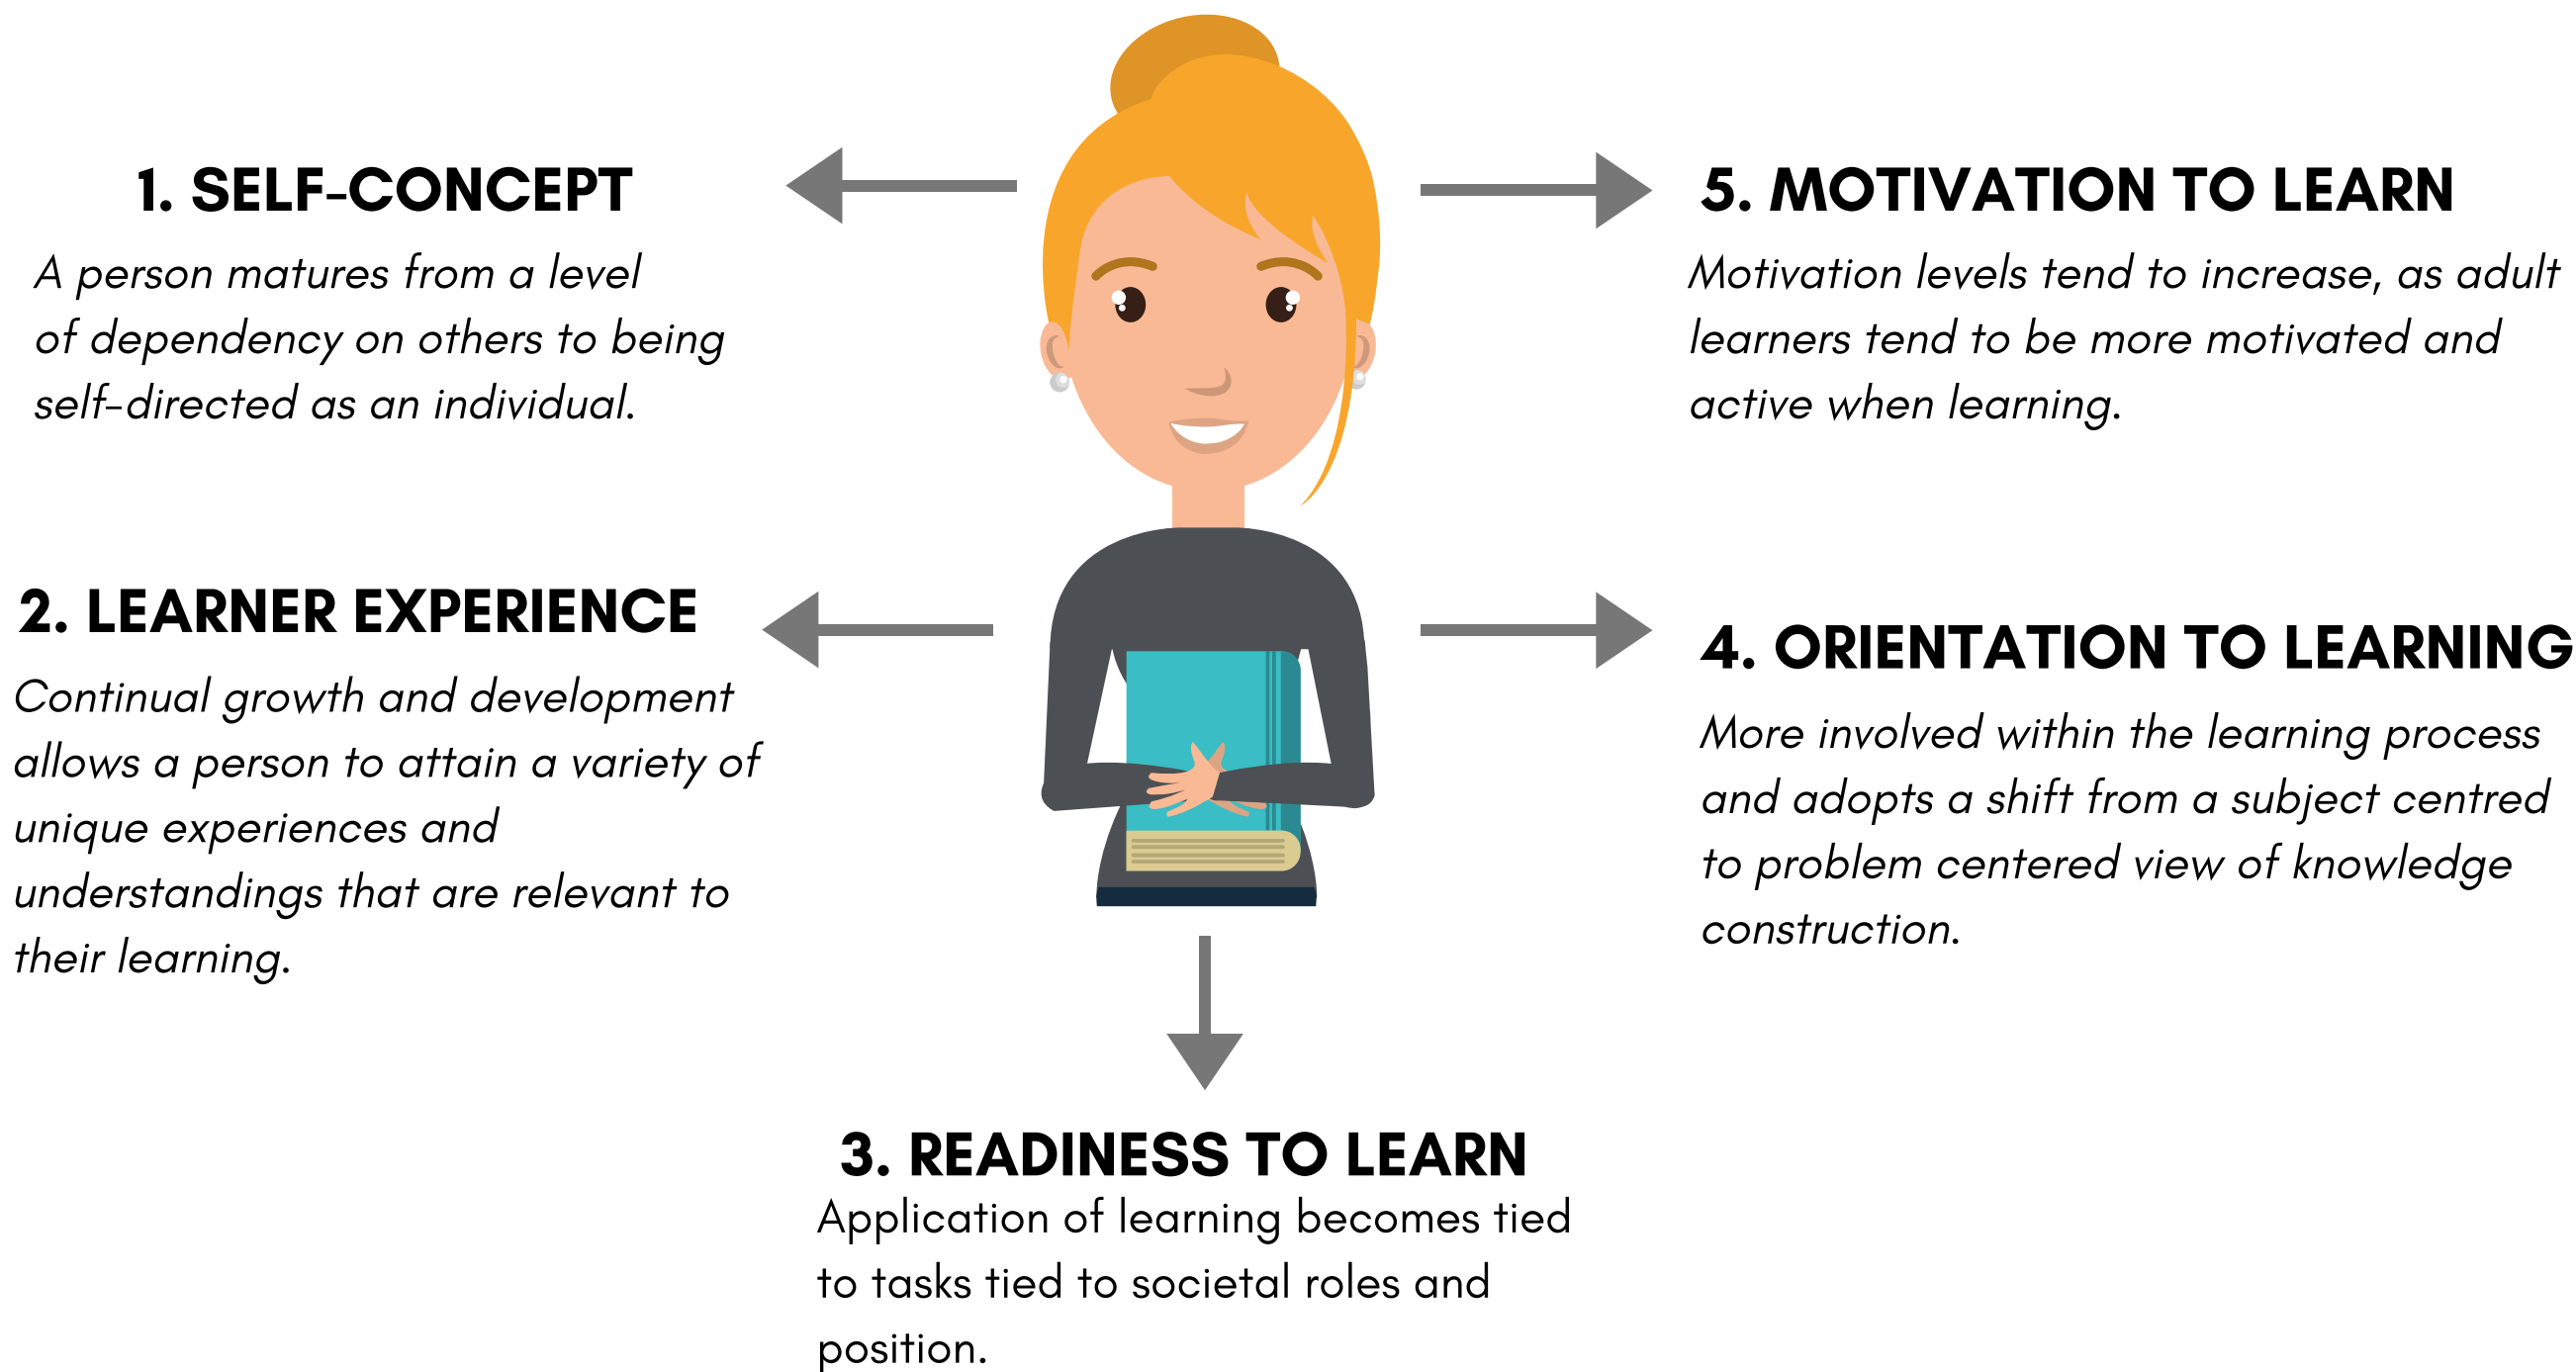 1. SELF-CONCEPT
A person matures from a level
of dependency on others to being
self-directed as an individual.
2. LEARNER EXPERIENCE
Continual growth and development
allows a person to attain a variety of
unique experiences and
understandings that are relevant to
their learning.
3. READINESS TO LEARN
Application of learning becomes tied
to tasks tied to societal roles and
position.
4. ORIENTATION TO LEARNING
More involved within the learning process
and adopts a shift from a subject centred
to problem centered view of knowledge
construction.
5. MOTIVATION TO LEARN
Motivation levels tend to increase, as adult
learners tend to be more motivated and
active when learning.